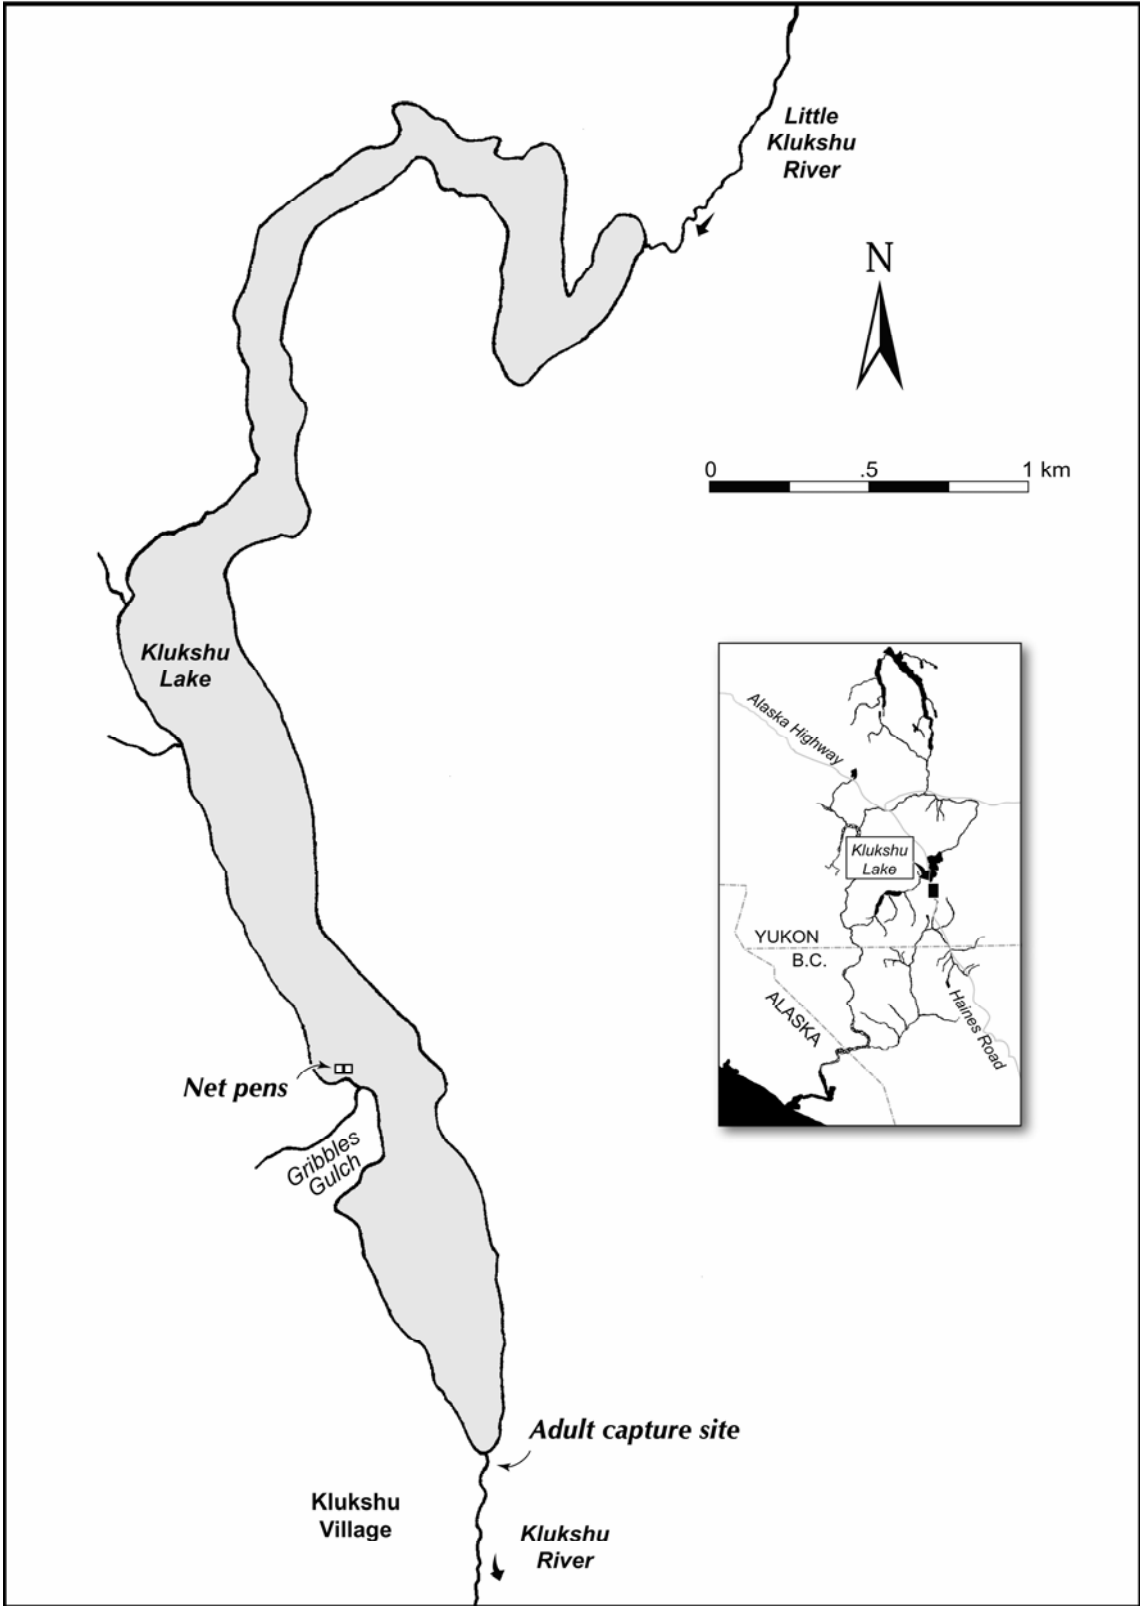 Little
Klukshu
River
N
0 .5 1 km
Klukshu
Lake
Alaska Highway
Klukshu
Lake
YUKON
B.C.
ALASKA
Haines Road
Net pens
Gribbles
Gulch
Adult capture site
Klukshu
Village
Klukshu
River